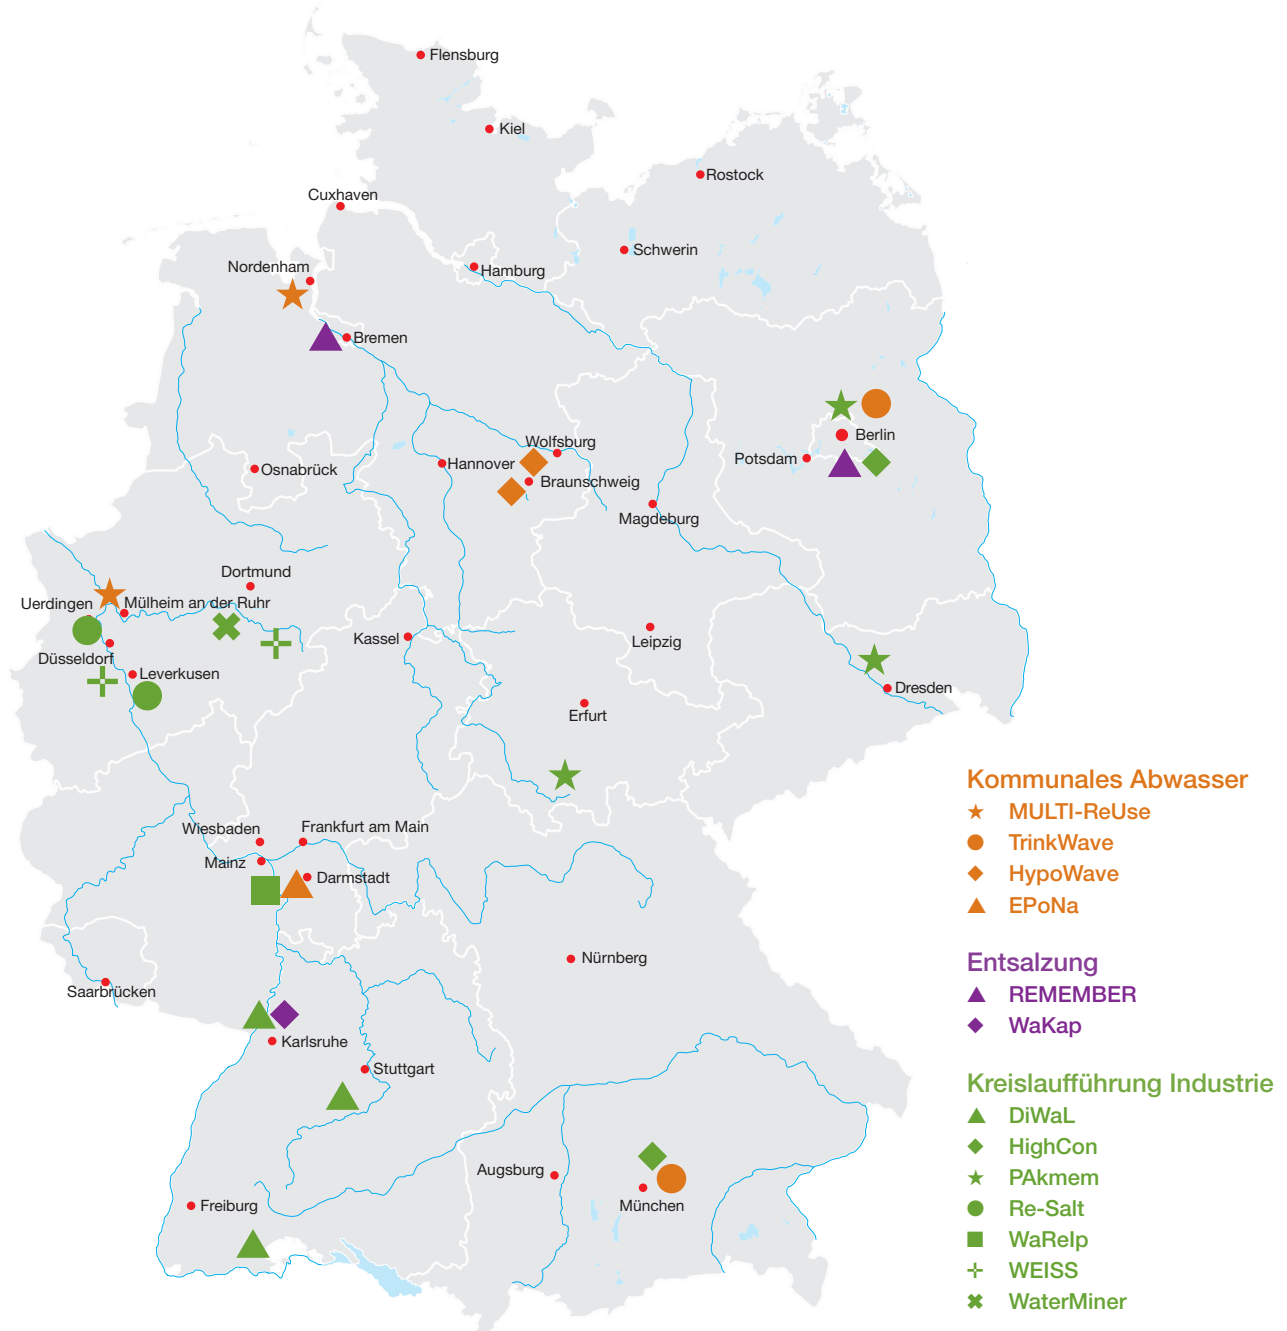 Flensburg
Kiel
Rostock
Cuxhaven
Schwerin
Nordenham
Hamburg
Bremen
Wolfsburg
Berlin
Potsdam
Hannover
Osnabrück
Braunschweig
Magdeburg
Dortmund
Uerdingen
Mülheim an der Ruhr
Kassel
Leipzig
Düsseldorf
Leverkusen
Dresden
Erfurt
Wiesbaden
Frankfurt am Main
Mainz
Darmstadt
Nürnberg
Saarbrücken
Karlsruhe
Stuttgart
Augsburg
Freiburg
München
Kommunales Abwasser
MULTI-ReUse
TrinkWave
HypoWave
EPoNa
Entsalzung
REMEMBER
WaKap
Kreislaufführung Industrie
DiWaL
HighCon
PAkmem
Re-Salt
WaReIp
WEISS
WaterMiner